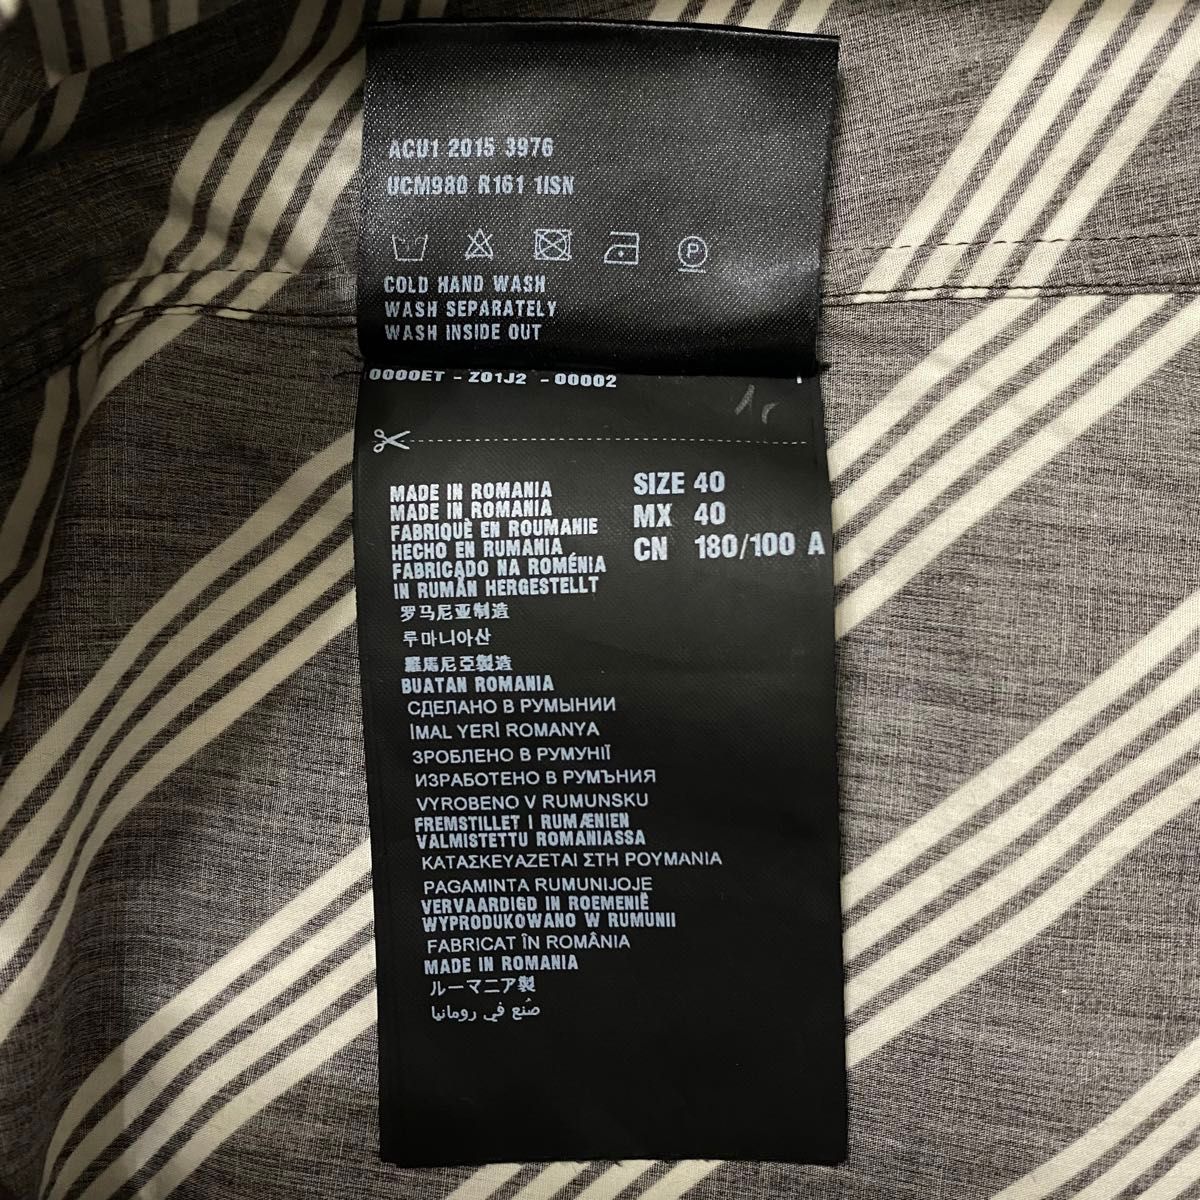 ACU1 2015 3976
UCM980 R161 1ISN
P
COLD HAND WASH
WASH SEPARATELY
WASH INSIDE OUT
0000ET - Z01J2 - 00002
MADE IN ROMANIA
MADE IN ROMANIA
FABRIQUÈ EN ROUMANIE
HECHO EN RUMANIA
FABRICADO NA ROMÉNIA
IN RUMÅN HERGESTELLT
罗马尼亚制造
루마니아산
羅馬尼亞製造
BUATAN ROMANIA
СДЕЛАНО В РУМЫНИИ
İMAL YERİ ROMANYA
ЗРОБЛЕНО В РУМУНІЇ
ИЗРАБОТЕНО В РУМЪНИЯ
VYROBENO V RUMUNSKU
FREMSTILLET I RUMÆNIEN
VALMISTETTU ROMANIASSA
ΚΑΤΑΣΚΕΥΑΖΕΤΑΙ ΣΤΗ ΡΟΥΜΑΝΙΑ
PAGAMINTA RUMUNIJOJE
VERVAARDIGD IN ROEMENIË
WYPRODUKOWANO W RUMUNII
FABRICAT ÎN ROMÂNIA
MADE IN ROMANIA
ルーマニア製
صُنع في رومانيا
SIZE 40
MX 40
CN 180/100 A